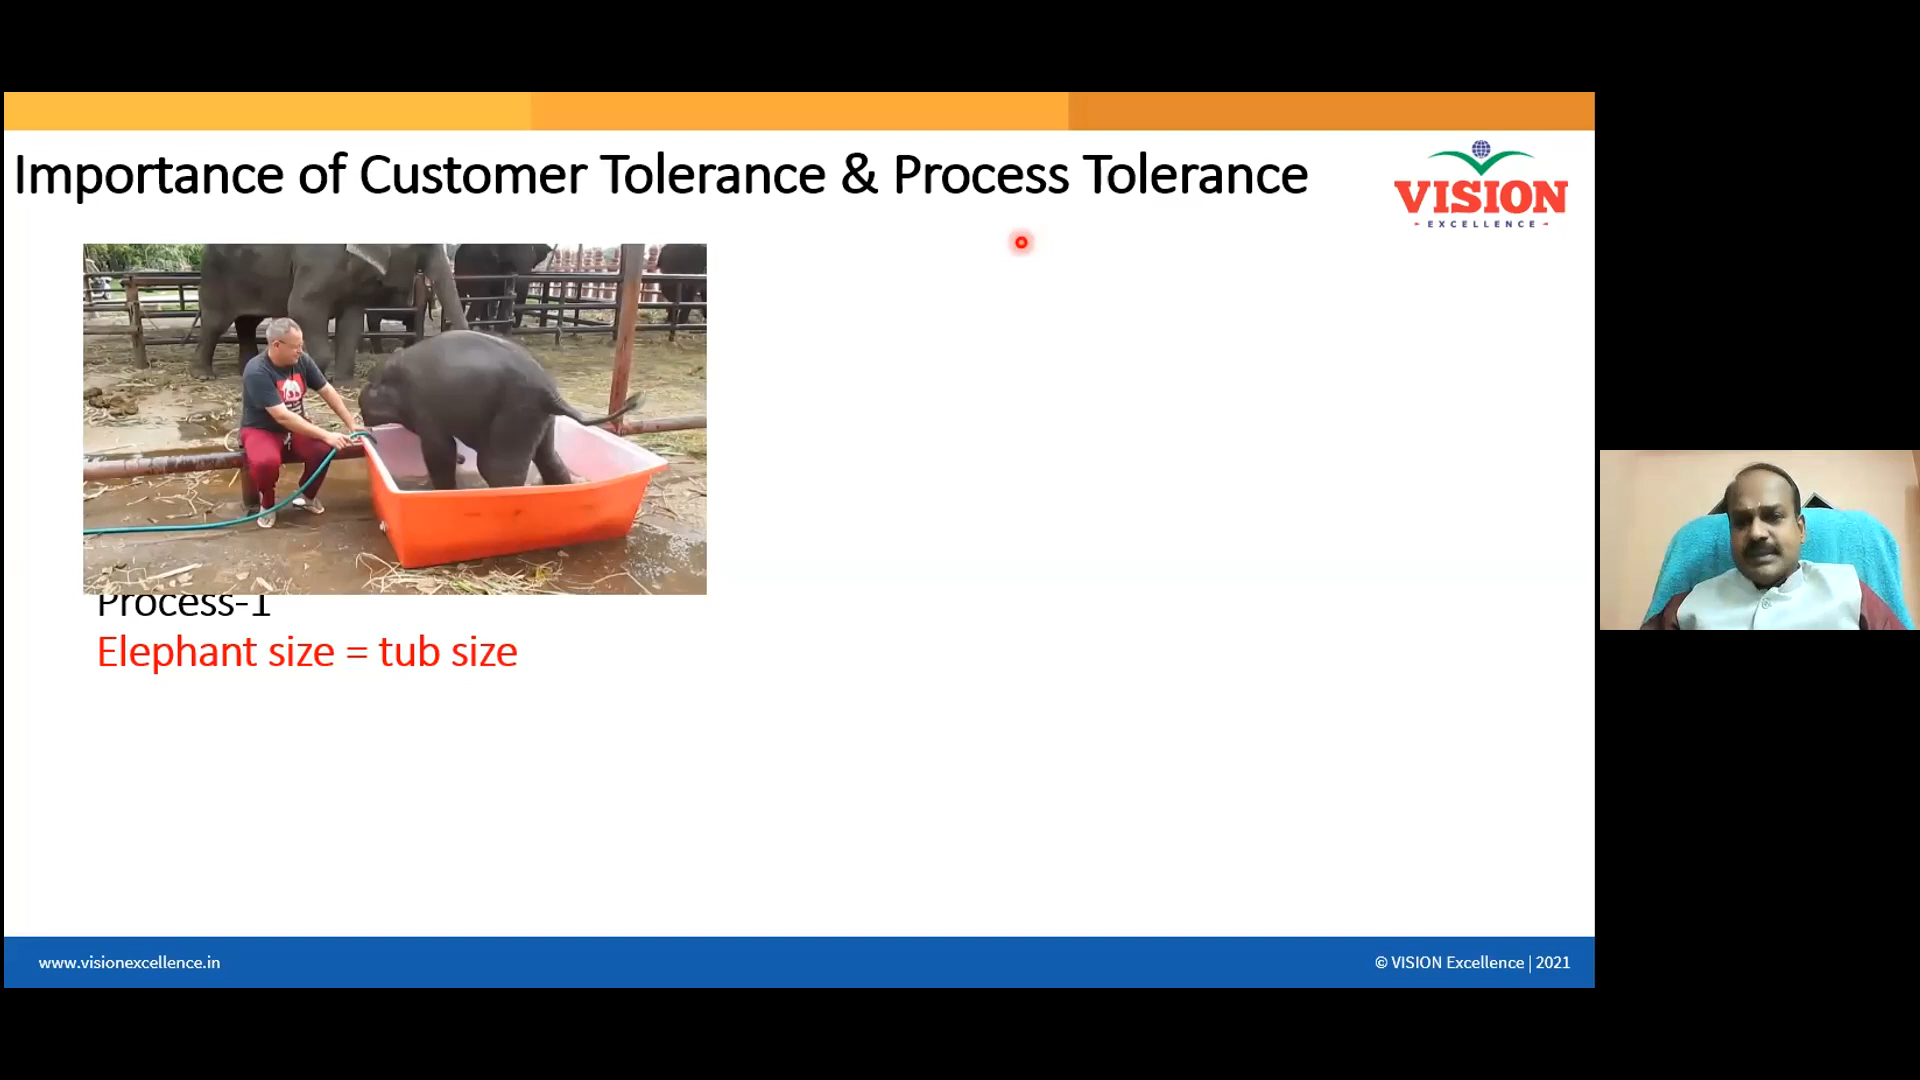 Importance of Customer Tolerance & Process Tolerance
VISION
EXCELLENCE
Process-1
Elephant size = tub size
www.visionexcellence.in
© VISION Excellence | 2021